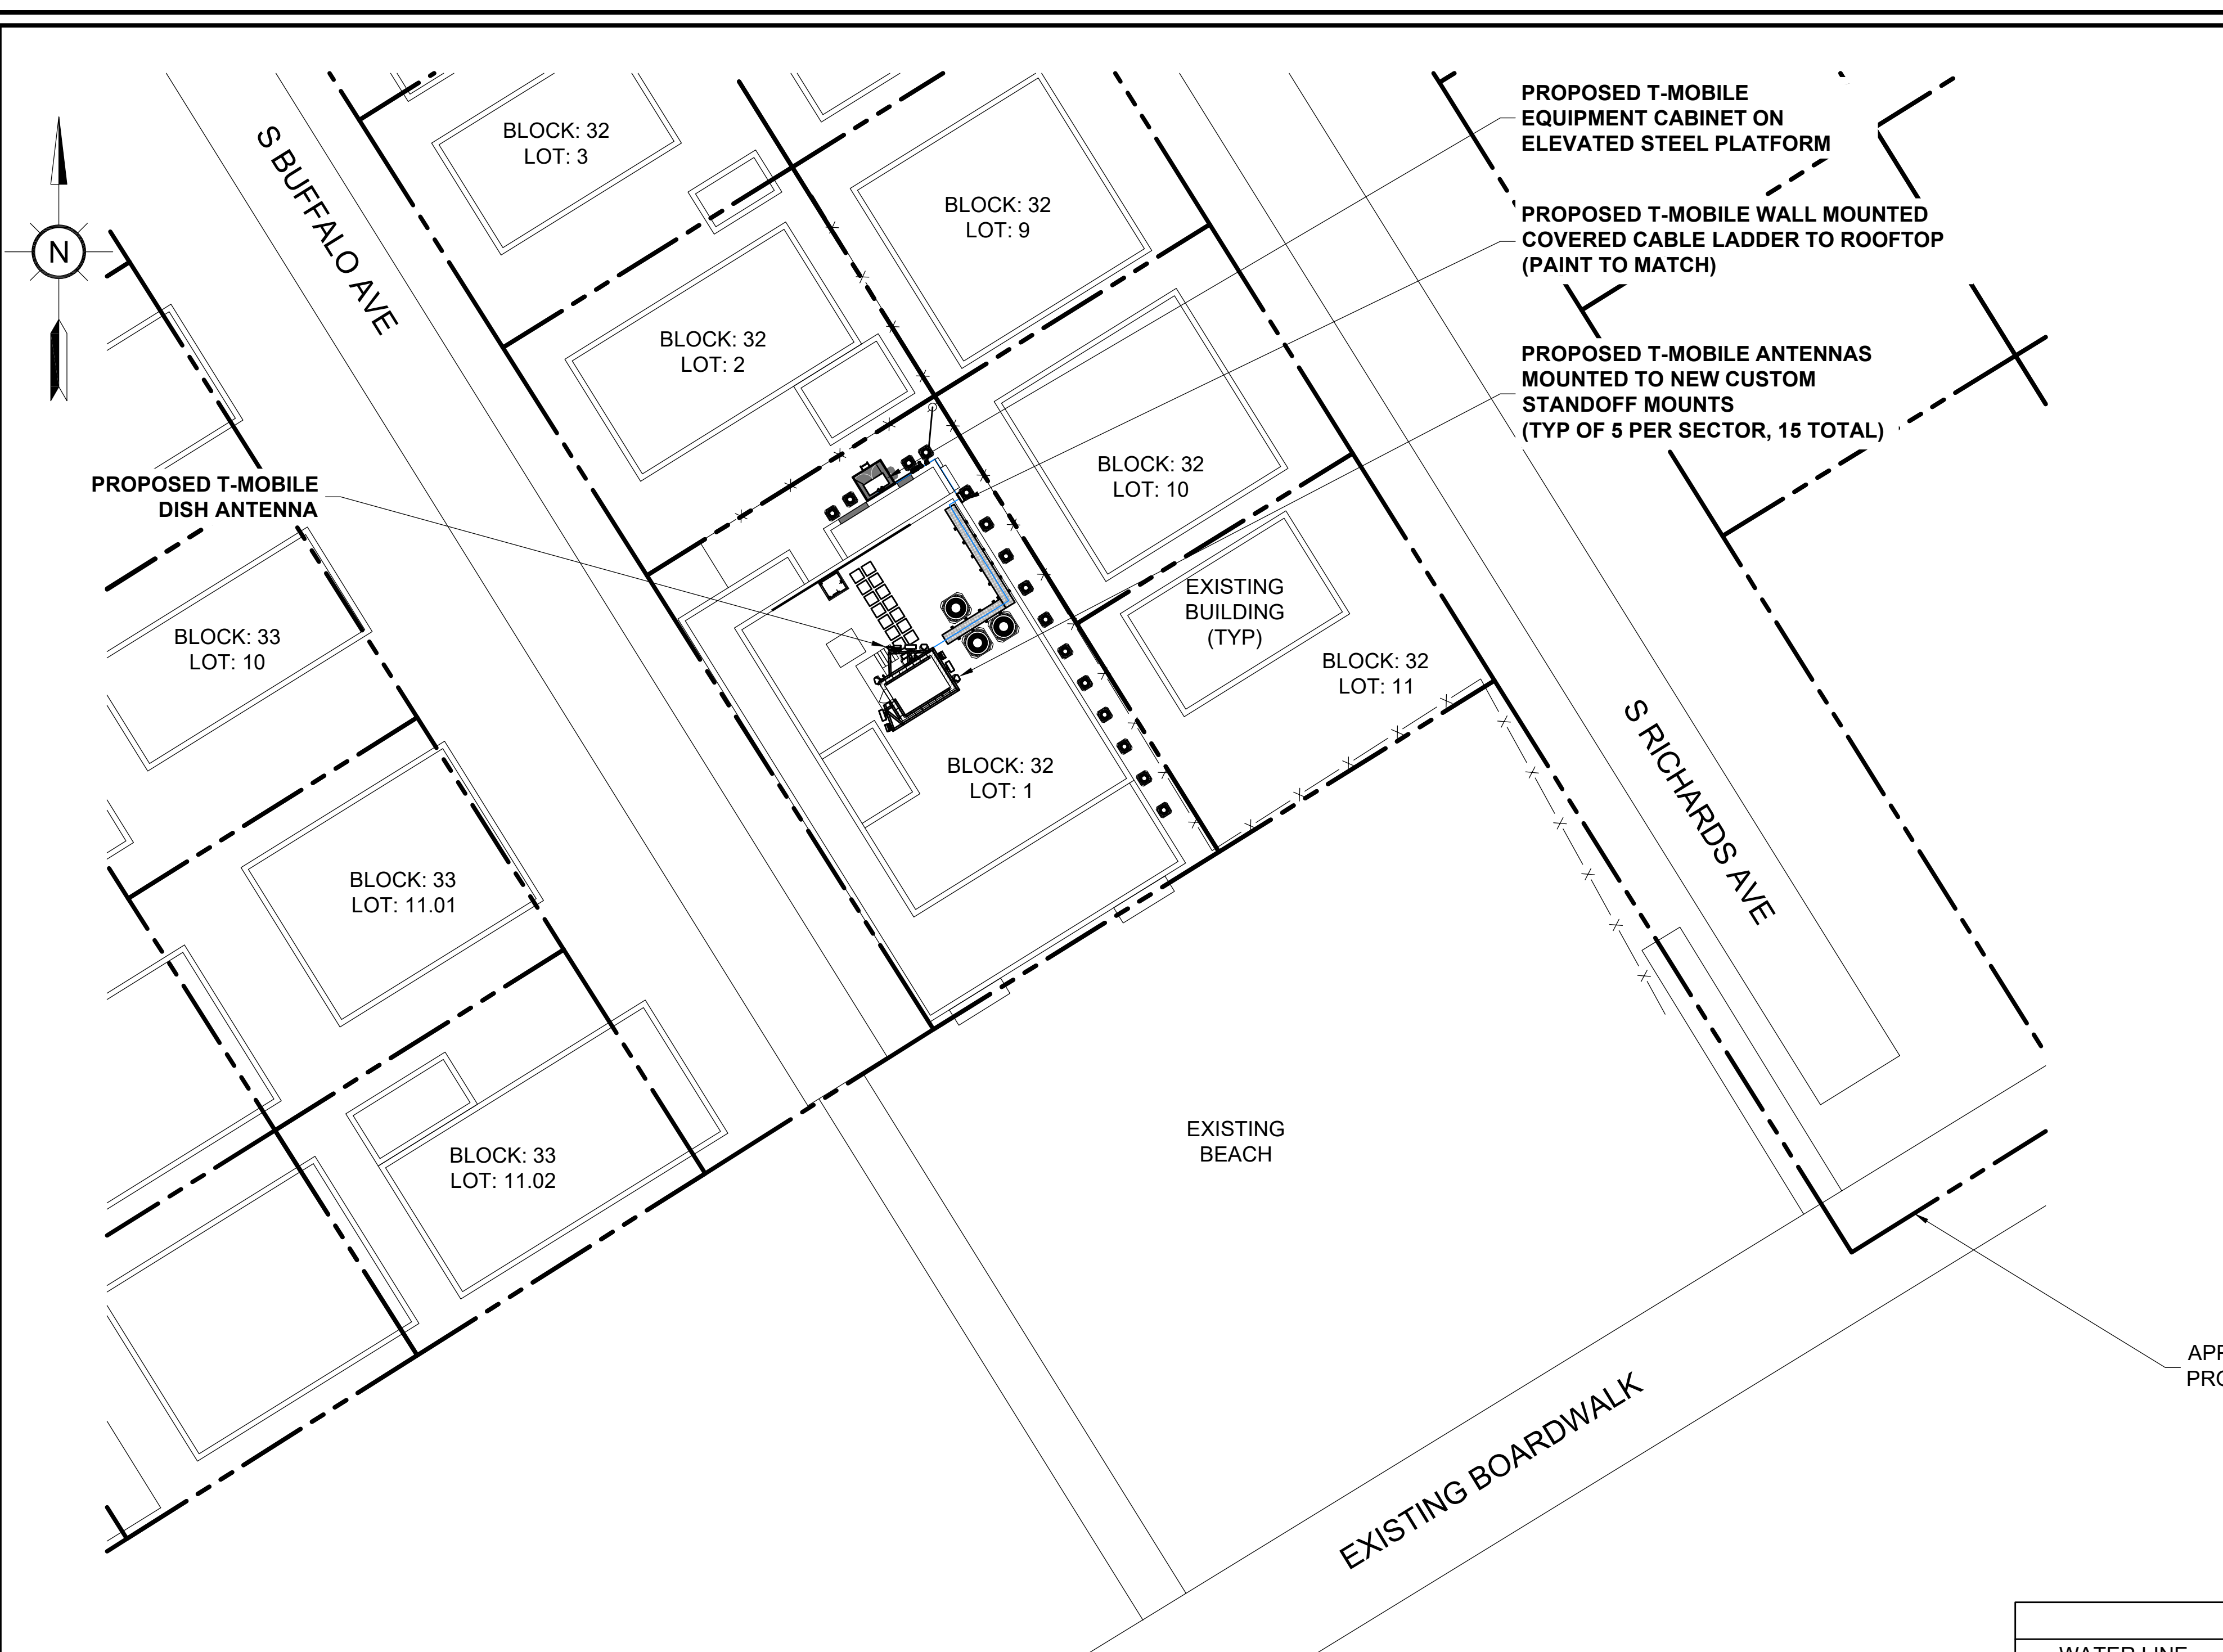 PROPOSED T-MOBILE
EQUIPMENT CABINET ON
ELEVATED STEEL PLATFORM
PROPOSED T-MOBILE WALL MOUNTED
COVERED CABLE LADDER TO ROOFTOP
(PAINT TO MATCH)
PROPOSED T-MOBILE ANTENNAS
MOUNTED TO NEW CUSTOM
STANDOFF MOUNTS
(TYP OF 5 PER SECTOR, 15 TOTAL)
S BUFFALO AVE
BLOCK: 32
LOT: 3
BLOCK: 32
LOT: 9
N
BLOCK: 32
LOT: 2
BLOCK: 32
LOT: 10
PROPOSED T-MOBILE
DISH ANTENNA
EXISTING
BUILDING
(TYP)
BLOCK: 33
LOT: 10
BLOCK: 32
LOT: 11
BLOCK: 32
LOT: 1
S RICHARDS AVE
BLOCK: 33
LOT: 11.01
BLOCK: 33
LOT: 11.02
EXISTING
BEACH
EXISTING BOARDWALK
WATER LINE